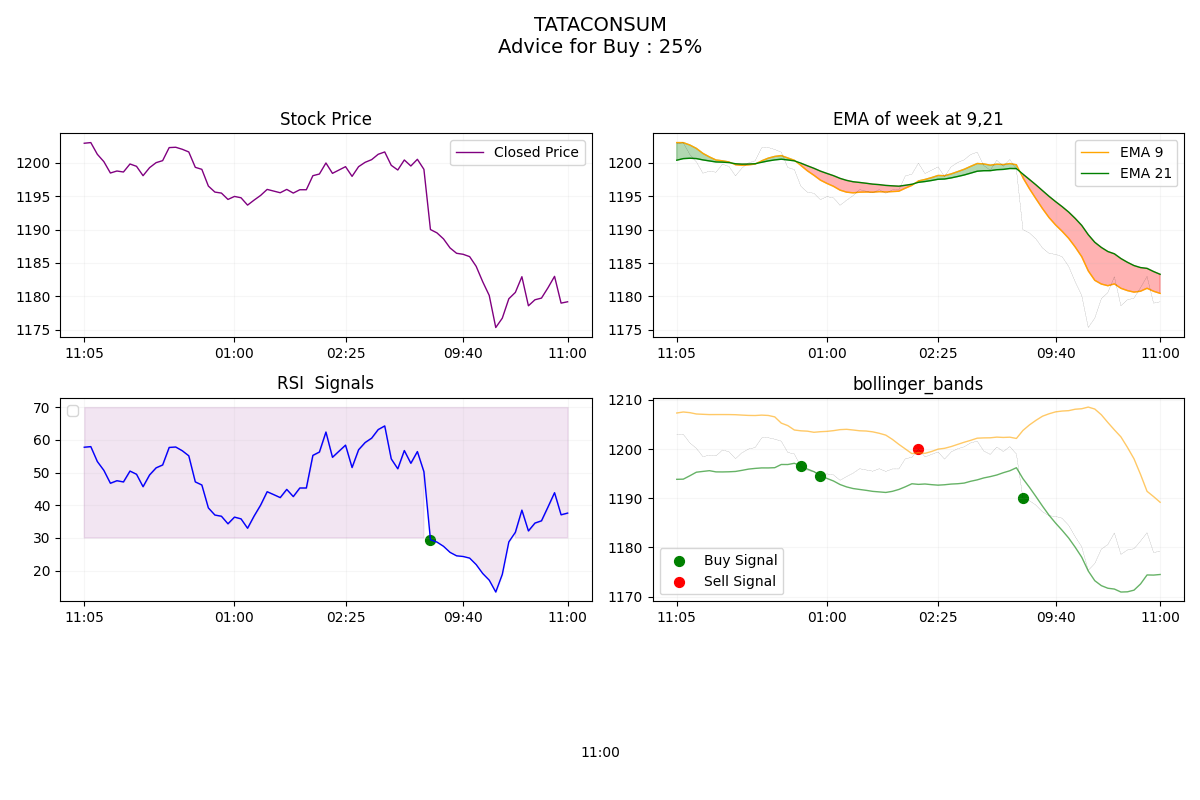 TATACONSUM
Advice for Buy : 25%
Stock Price
Closed Price
1200
1195
1190
1185
1180
1175
11:05 01:00 02:25 09:40 11:00
EMA of week at 9,21
EMA 9
EMA 21
1200
1195
1190
1185
1180
1175
11:05 01:00 02:25 09:40 11:00
RSI  Signals
70
60
50
40
30
20
11:05 01:00 02:25 09:40 11:00
bollinger_bands
1210
1200
1190
1180
1170
Buy Signal
Sell Signal
11:05 01:00 02:25 09:40 11:00
11:00